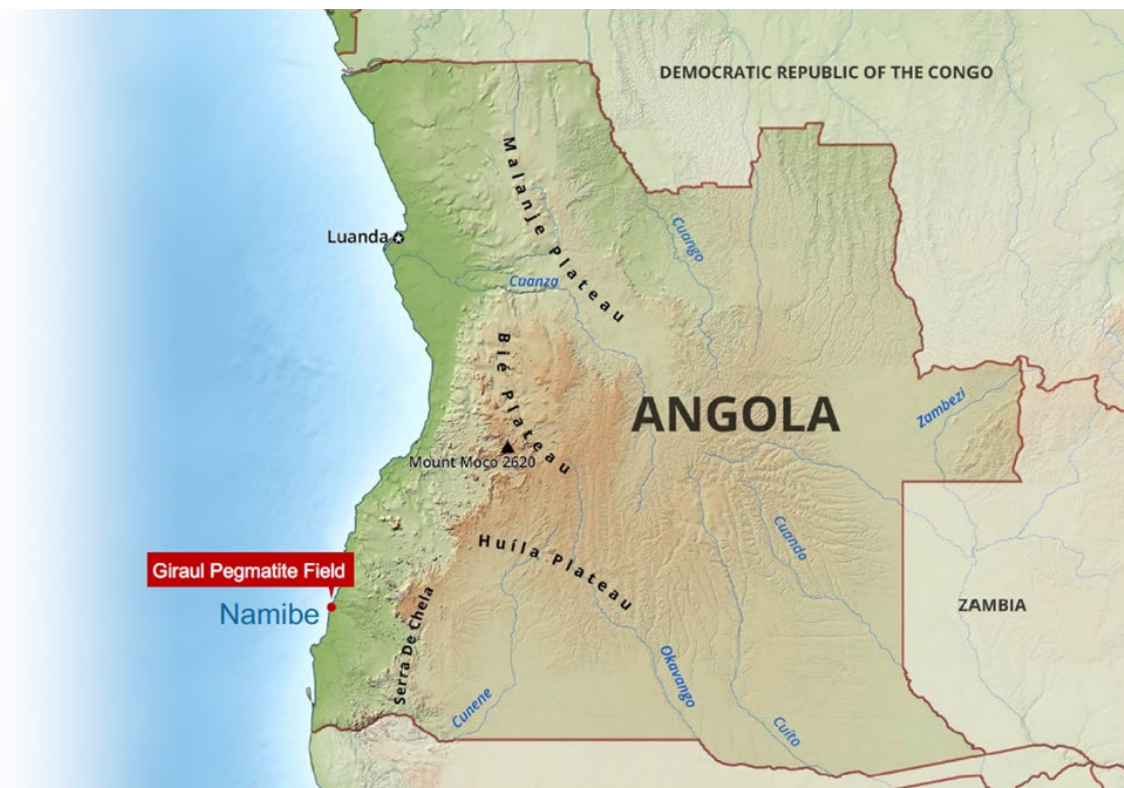 DEMOCRATIC REPUBLIC OF THE CONGO
Malanje Plateau
Luanda
Cuango
Cuanza
Bié Plateau
ANGOLA
Zambezi
Mount Moco 2620
Cuando
Huíla Plateau
Giraul Pegmatite Field
Namibe
ZAMBIA
Serra De Chela
Okavango
Cunene
Cuito